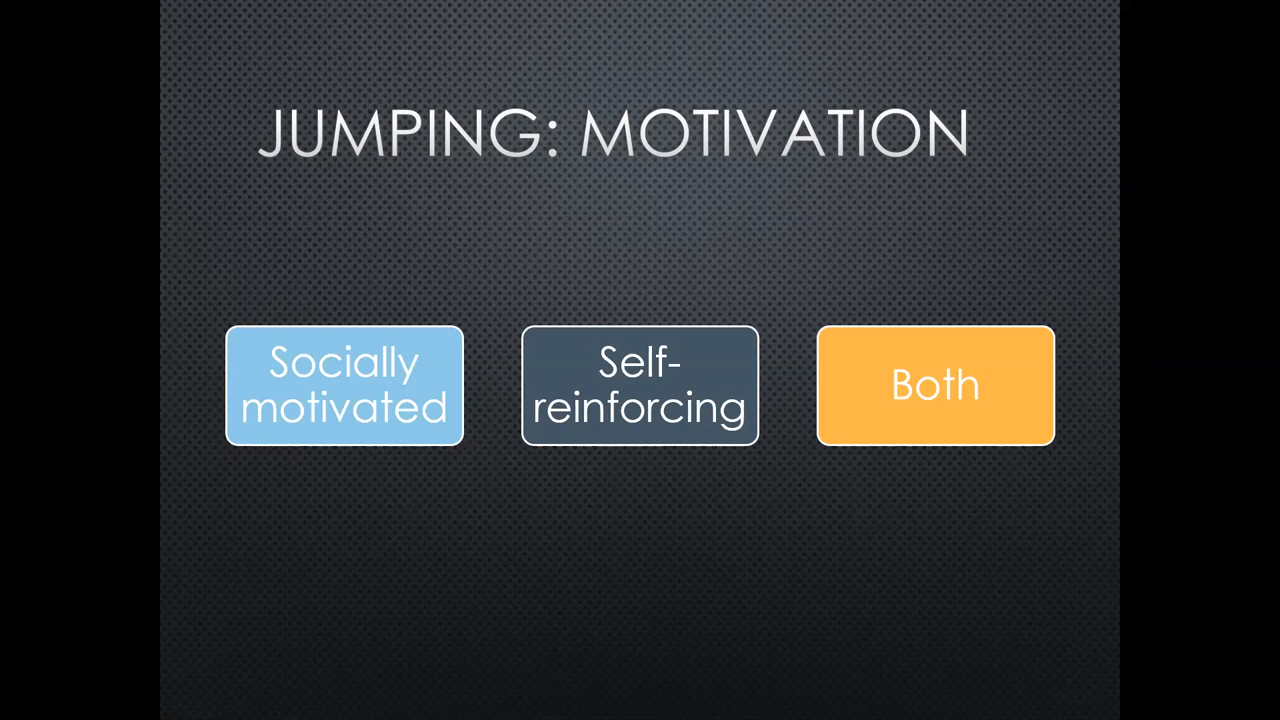 JUMPING: MOTIVATION
Socially
motivated
Self-
reinforcing
Both